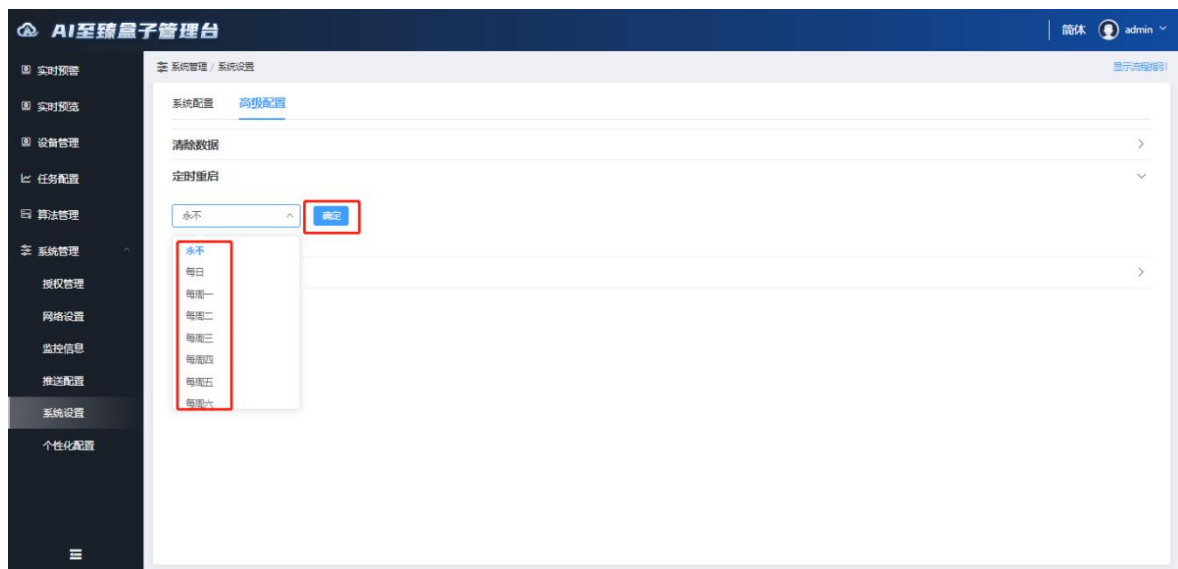 AI至臻盒子管理台
简体 admin
实时预警
系统管理 / 系统设置
显示流程指引
实时预览
系统配置 高级配置
设备管理
清除数据
任务配置
定时重启
算法管理
永不 确定
系统管理
永不
每日
授权管理
每周一
网络设置
每周二
每周三
监控信息
每周四
推送配置
每周五
每周六
系统设置
个性化配置